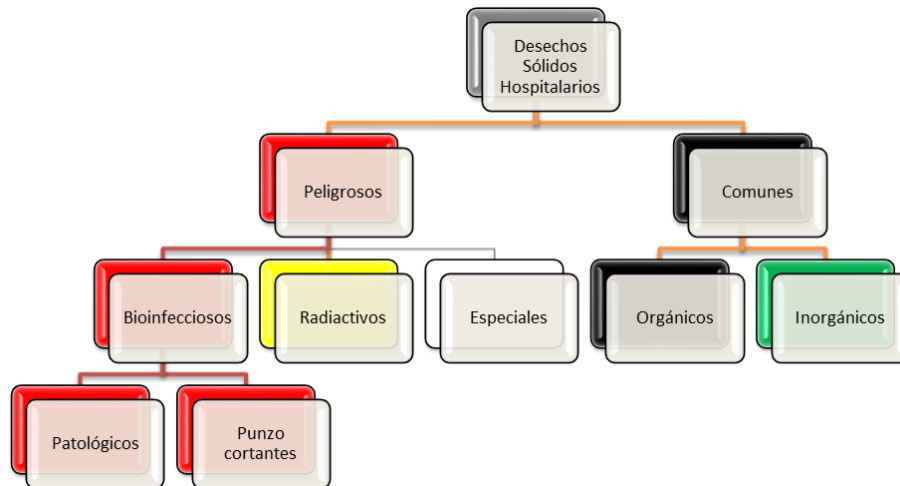 Desechos
Sólidos
Hospitalarios
Peligrosos
Comunes
Bioinfecciosos
Radiactivos
Especiales
Orgánicos
Inorgánicos
Patológicos
Punzo
cortantes